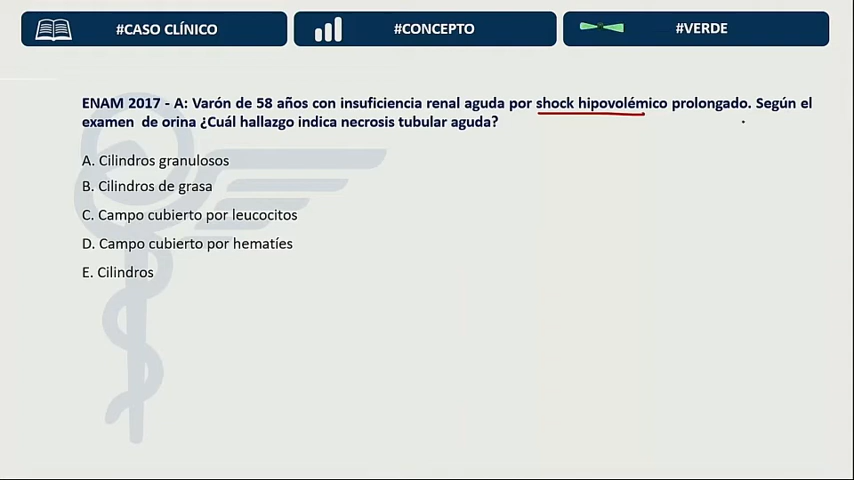 #CASO CLÍNICO
#CONCEPTO
#VERDE
ENAM 2017 - A: Varón de 58 años con insuficiencia renal aguda por shock hipovolémico prolongado. Según el
examen de orina ¿Cuál hallazgo indica necrosis tubular aguda?
A. Cilindros granulosos
B. Cilindros de grasa
C. Campo cubierto por leucocitos
D. Campo cubierto por hematíes
E. Cilindros